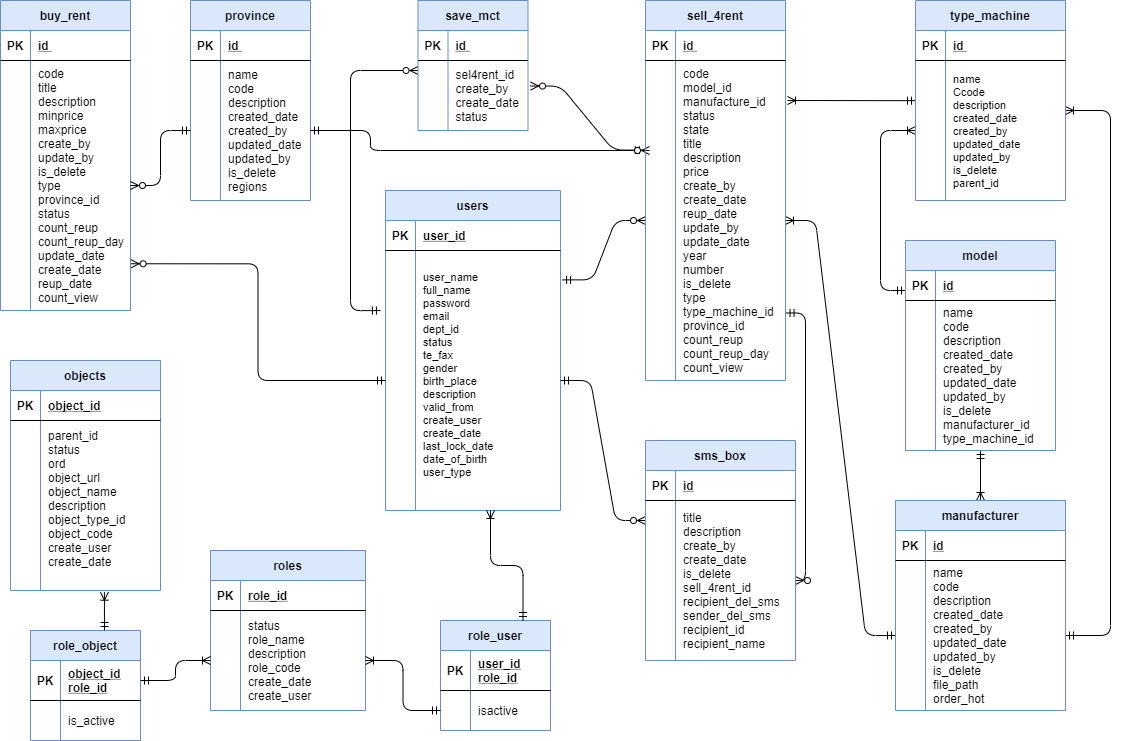 buy_rent
PK id
code
title
description
minprice
maxprice
create_by
update_by
is_delete
type
province_id
status
count_reup
count_reup_day
update_date
create_date
reup_date
count_view
province
PK id
name
code
description
created_date
created_by
updated_date
updated_by
is_delete
regions
save_mct
PK id
sel4rent_id
create_by
create_date
status
sell_4rent
PK id
code
model_id
manufacture_id
status
state
title
description
price
create_by
create_date
reup_date
update_by
update_date
year
number
is_delete
type
type_machine_id
province_id
count_reup
count_reup_day
count_view
type_machine
PK id
name
Ccode
description
created_date
created_by
updated_date
updated_by
is_delete
parent_id
users
PK user_id
user_name
full_name
password
email
dept_id
status
te_fax
gender
birth_place
description
valid_from
create_user
create_date
last_lock_date
date_of_birth
user_type
model
PK id
name
code
description
created_date
created_by
updated_date
updated_by
is_delete
manufacturer_id
type_machine_id
objects
PK object_id
parent_id
status
ord
object_url
object_name
description
object_type_id
object_code
create_user
create_date
sms_box
PK id
title
description
create_by
create_date
is_delete
sell_4rent_id
recipient_del_sms
sender_del_sms
recipient_id
recipient_name
manufacturer
PK id
name
code
description
created_date
created_by
updated_date
updated_by
is_delete
file_path
order_hot
roles
PK role_id
status
role_name
description
role_code
create_date
create_user
role_object
PK object_id
role_id
is_active
role_user
PK user_id
role_id
isactive